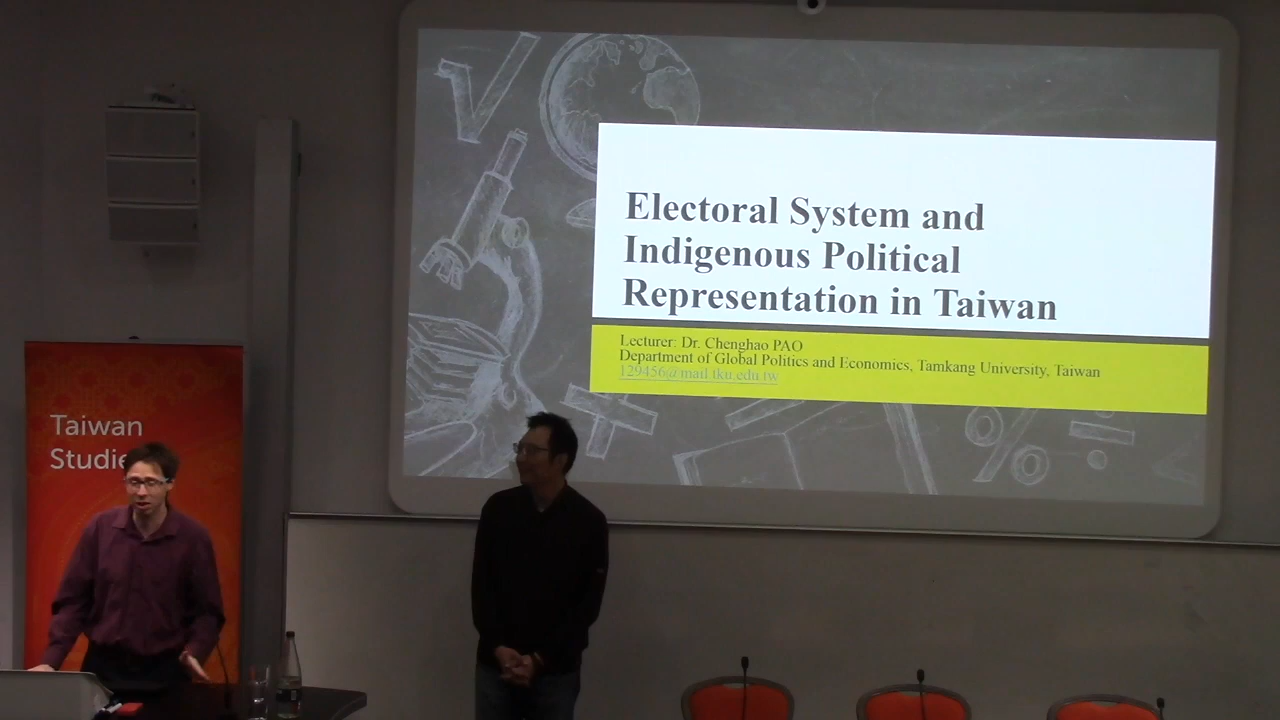 Electoral System and
Indigenous Political
Representation in Taiwan
Lecturer: Dr. Chenghao PAO
Department of Global Politics and Economics, Tamkang University, Taiwan
129456@mail.tku.edu.tw
Taiwan
Studie